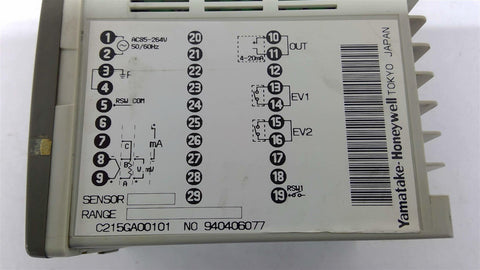 1 AC85-264V
2 50/60Hz
3 F
4
5 RSW COM
6
7
8
9
mA
C
B
A
mV
20
21
22
23
24
25
26
27
28
29
10 OUT
11 4-20mA
12
13 EV1
14
15 EV2
16
17
18
19 RSW1
SENSOR
RANGE
C215GA00101 NO 940406077
Yamatake-Honeywell TOKYO JAPAN